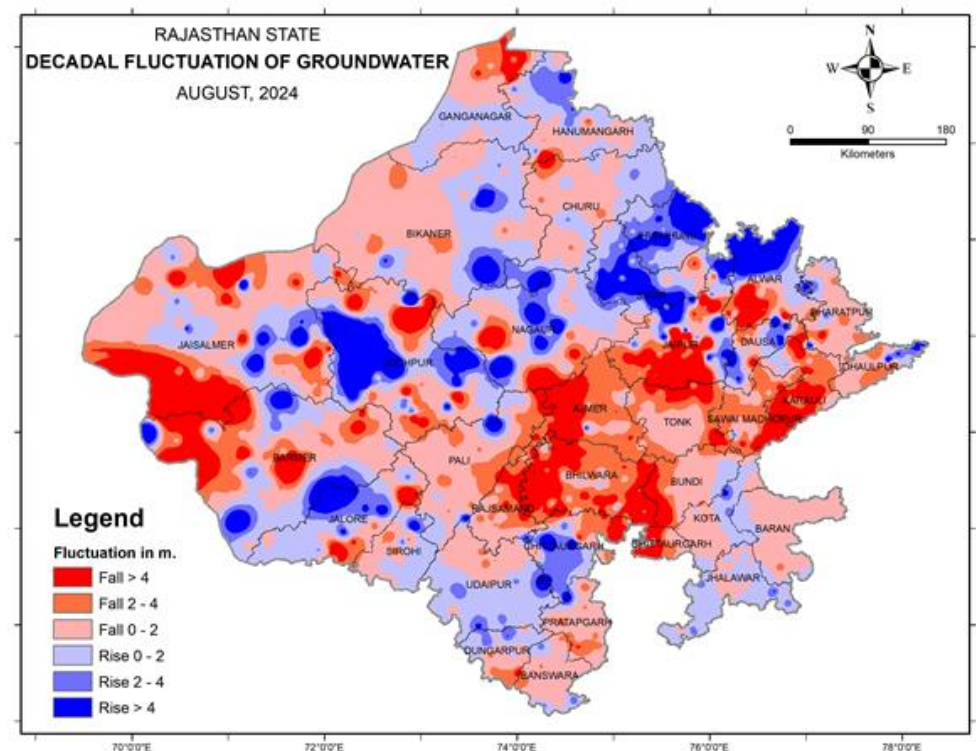 RAJASTHAN STATE
DECADAL FLUCTUATION OF GROUNDWATER
AUGUST, 2024
N
W E
S
0 90 180
Kilometers
GANGANAGAR
HANUMANGARH
CHURU
BIKANER
ALWAR
BHARATPUR
NAGAUR
JAISALMER
DAUSA
JAIPUR
DHAULPUR
KARAULI
AJMER
SAWAI MADHOPUR
TONK
PALI
BARMER
BHILWARA
BUNDI
RAJSAMAND
JALORE
KOTA
BARAN
SIROHI
UDAIPUR
JHALAWAR
PRATAPGARH
DUNGARPUR
BANSWARA
Legend
Fluctuation in m.
Fall > 4
Fall 2 - 4
Fall 0 - 2
Rise 0 - 2
Rise 2 - 4
Rise > 4
70°0'0"E 72°0'0"E 74°0'0"E 76°0'0"E 78°0'0"E